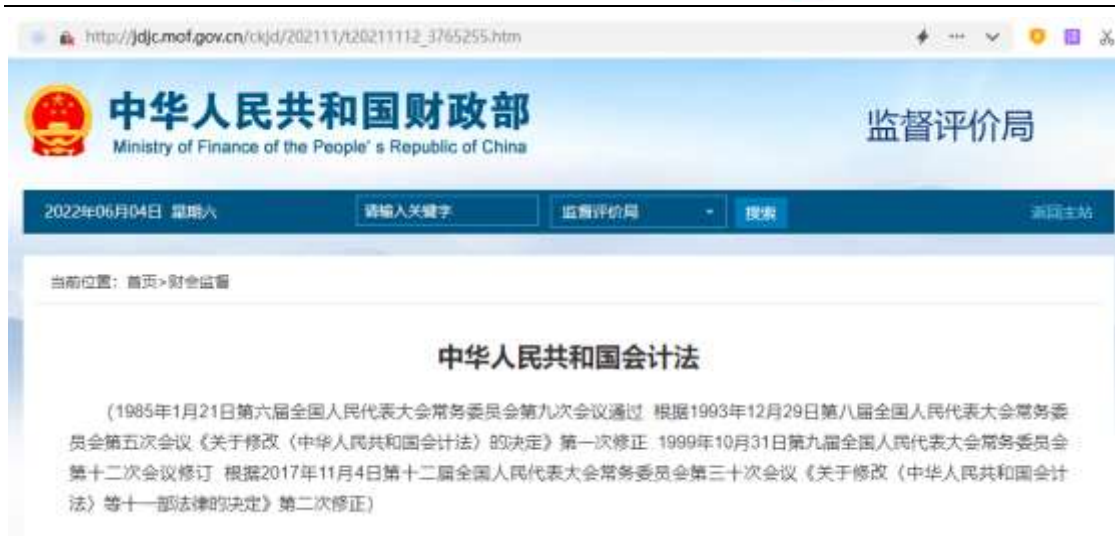 http://jdjc.mof.gov.cn/ckjd/202111/t20211112_3765255.htm
中华人民共和国财政部
Ministry of Finance of the People's Republic of China
监督评价局
2022年06月04日 星期六 请输入关键字 监督评价局 搜索 返回主站
当前位置：首页>财会监督
中华人民共和国会计法
（1985年1月21日第六届全国人民代表大会常务委员会第九次会议通过 根据1993年12月29日第八届全国人民代表大会常务委
员会第五次会议《关于修改〈中华人民共和国会计法〉的决定》第一次修正 1999年10月31日第九届全国人民代表大会常务委员会
第十二次会议修订 根据2017年11月4日第十二届全国人民代表大会常务委员会第三十次会议《关于修改〈中华人民共和国会计
法〉等十一部法律的决定》第二次修正）